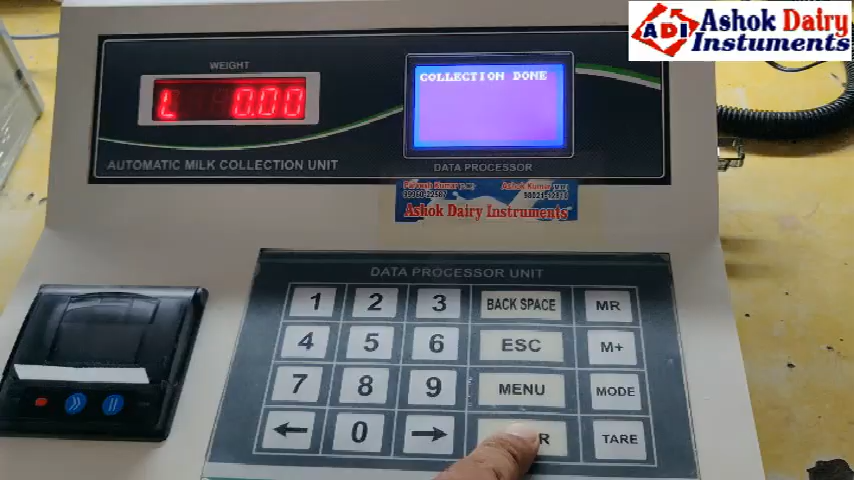 Ashok Dairy
ADI
Instuments
WEIGHT
L 0.00
COLLECTION DONE
AUTOMATIC MILK COLLECTION UNIT
DATA PROCESSOR
Ashok Kumar
Ashok Dairy Instruments
DATA PROCESSOR UNIT
1 2 3 BACK SPACE MR
4 5 6 ESC M+
7 8 9 MENU MODE
0 R TARE